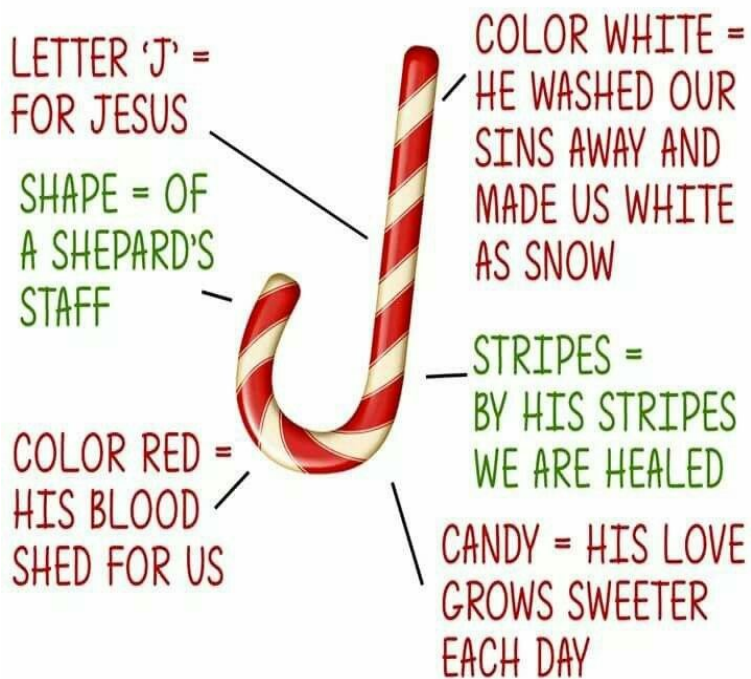 LETTER 'J' =
FOR JESUS
SHAPE = OF
A SHEPARD'S
STAFF
COLOR RED =
HIS BLOOD
SHED FOR US
COLOR WHITE =
HE WASHED OUR
SINS AWAY AND
MADE US WHITE
AS SNOW
STRIPES =
BY HIS STRIPES
WE ARE HEALED
CANDY = HIS LOVE
GROWS SWEETER
EACH DAY